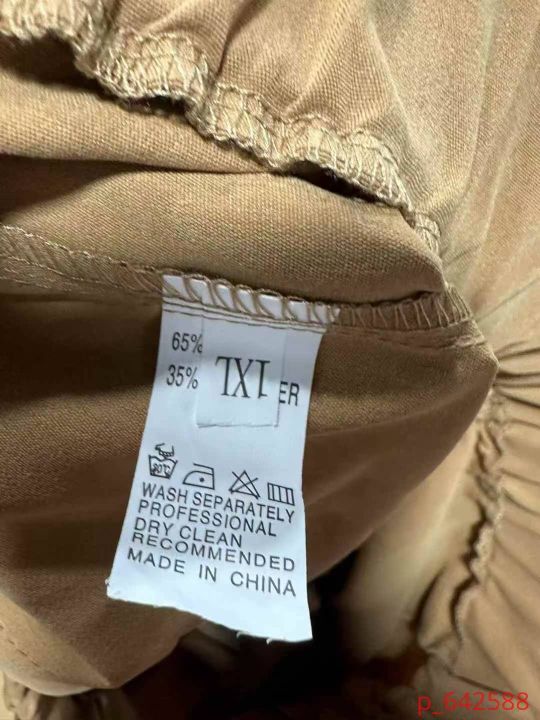 65%
35%
ER
1XL
WASH SEPARATELY
PROFESSIONAL
DRY CLEAN
RECOMMENDED
MADE IN CHINA
p_642588